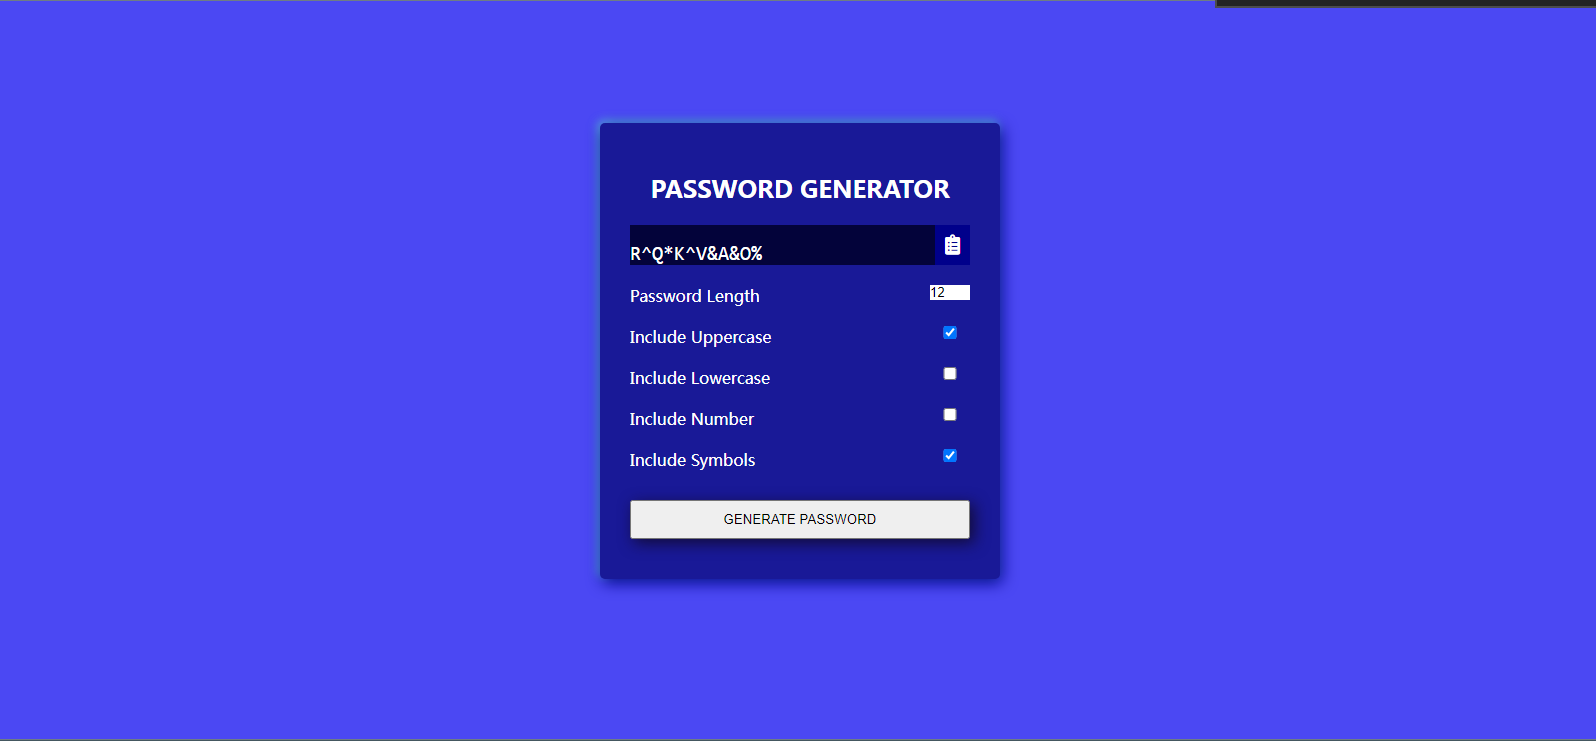 PASSWORD GENERATOR
R^Q*K^V&A&O%
Password Length
12
Include Uppercase
Include Lowercase
Include Number
Include Symbols
GENERATE PASSWORD